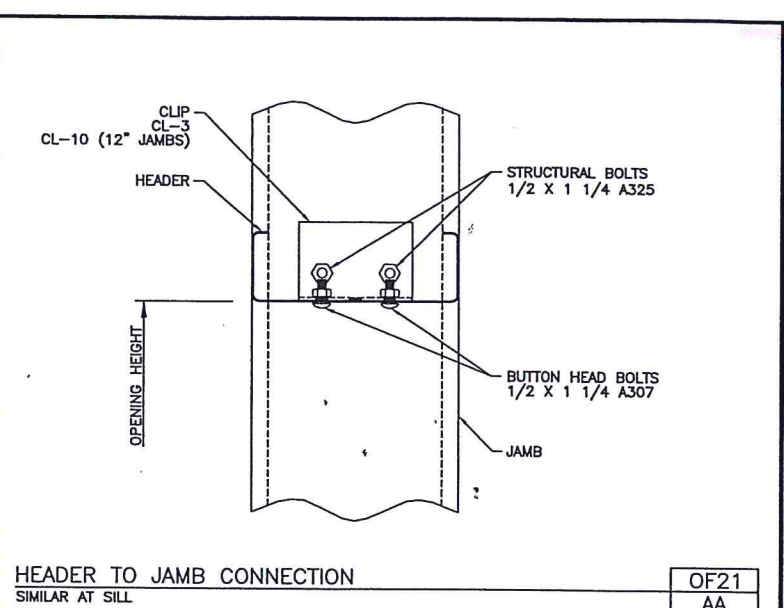 CLIP
CL-3
CL-10 (12" JAMBS)
HEADER
STRUCTURAL BOLTS
1/2 X 1 1/4 A325
OPENING HEIGHT
BUTTON HEAD BOLTS
1/2 X 1 1/4 A307
JAMB
HEADER TO JAMB CONNECTION
SIMILAR AT SILL
OF21
AA